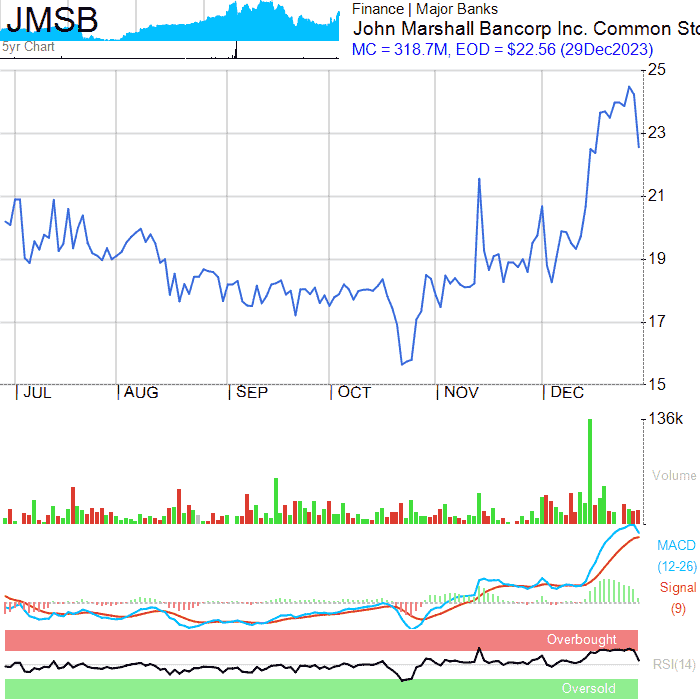 JMSB
5yr Chart
Finance | Major Banks
John Marshall Bancorp Inc. Common Sto
MC = 318.7M, EOD = $22.56 (29Dec2023)
25
23
21
19
17
15
JUL AUG SEP OCT NOV DEC
136k
Volume
MACD
(12-26)
Signal
(9)
Overbought
RSI(14)
Oversold